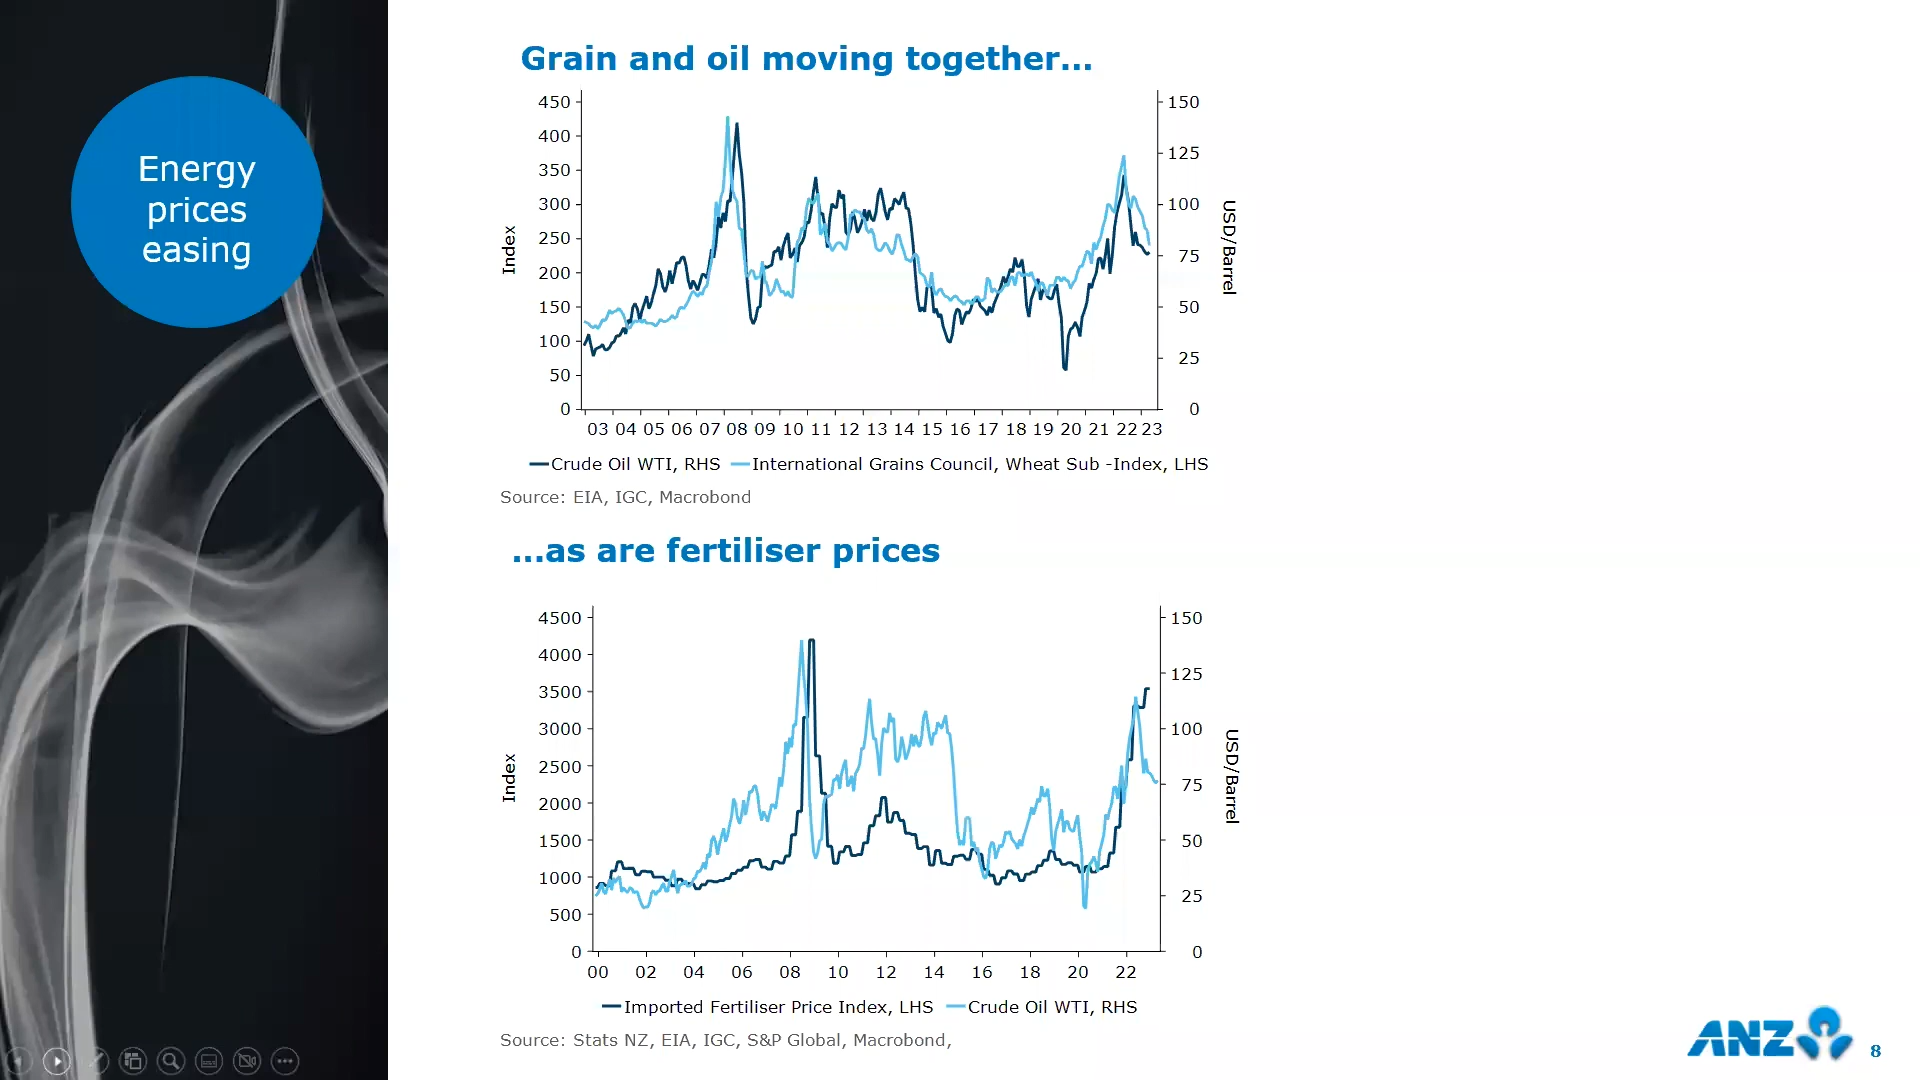 Energy
prices
easing
Grain and oil moving together...
450
400
350
300
250
200
150
100
50
0
Index
150
125
100
75
50
25
0
USD/Barrel
03 04 05 06 07 08 09 10 11 12 13 14 15 16 17 18 19 20 21 22 23
Crude Oil WTI, RHS International Grains Council, Wheat Sub -Index, LHS
Source: EIA, IGC, Macrobond
...as are fertiliser prices
4500
4000
3500
3000
2500
2000
1500
1000
500
0
Index
150
125
100
75
50
25
0
USD/Barrel
00 02 04 06 08 10 12 14 16 18 20 22
Imported Fertiliser Price Index, LHS Crude Oil WTI, RHS
Source: Stats NZ, EIA, IGC, S&P Global, Macrobond,
ANZ
8